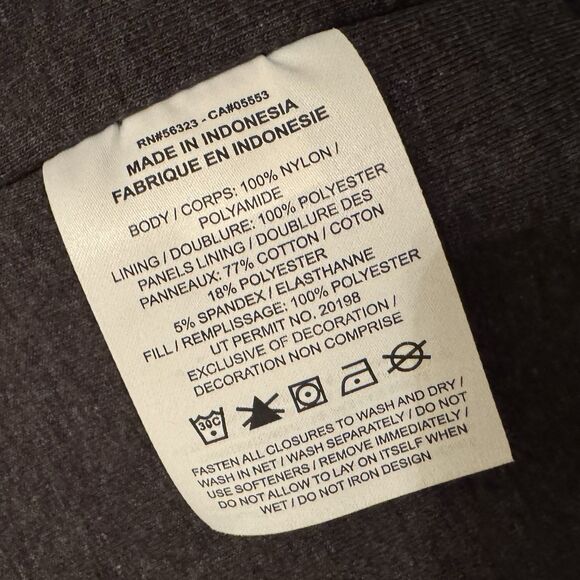 RN#56323 - CA#05553
MADE IN INDONESIA
FABRIQUE EN INDONESIE
BODY / CORPS: 100% NYLON /
POLYAMIDE
LINING / DOUBLURE: 100% POLYESTER
PANELS LINING / DOUBLURE DES
PANNEAUX: 77% COTTON / COTON
18% POLYESTER
5% SPANDEX / ELASTHANNE
FILL / REMPLISSAGE: 100% POLYESTER
UT PERMIT NO. 20198
EXCLUSIVE OF DECORATION /
DECORATION NON COMPRISE
30C
FASTEN ALL CLOSURES TO WASH AND DRY /
WASH IN NET / WASH SEPARATELY / DO NOT
USE SOFTENERS / REMOVE IMMEDIATELY /
DO NOT ALLOW TO LAY ON ITSELF WHEN
WET / DO NOT IRON DESIGN